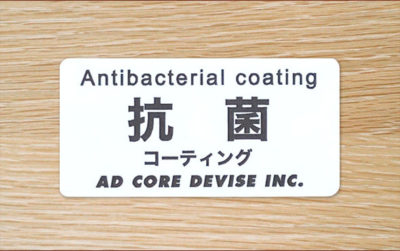 Antibacterial coating
抗 菌
コーティング
AD CORE DEVISE INC.